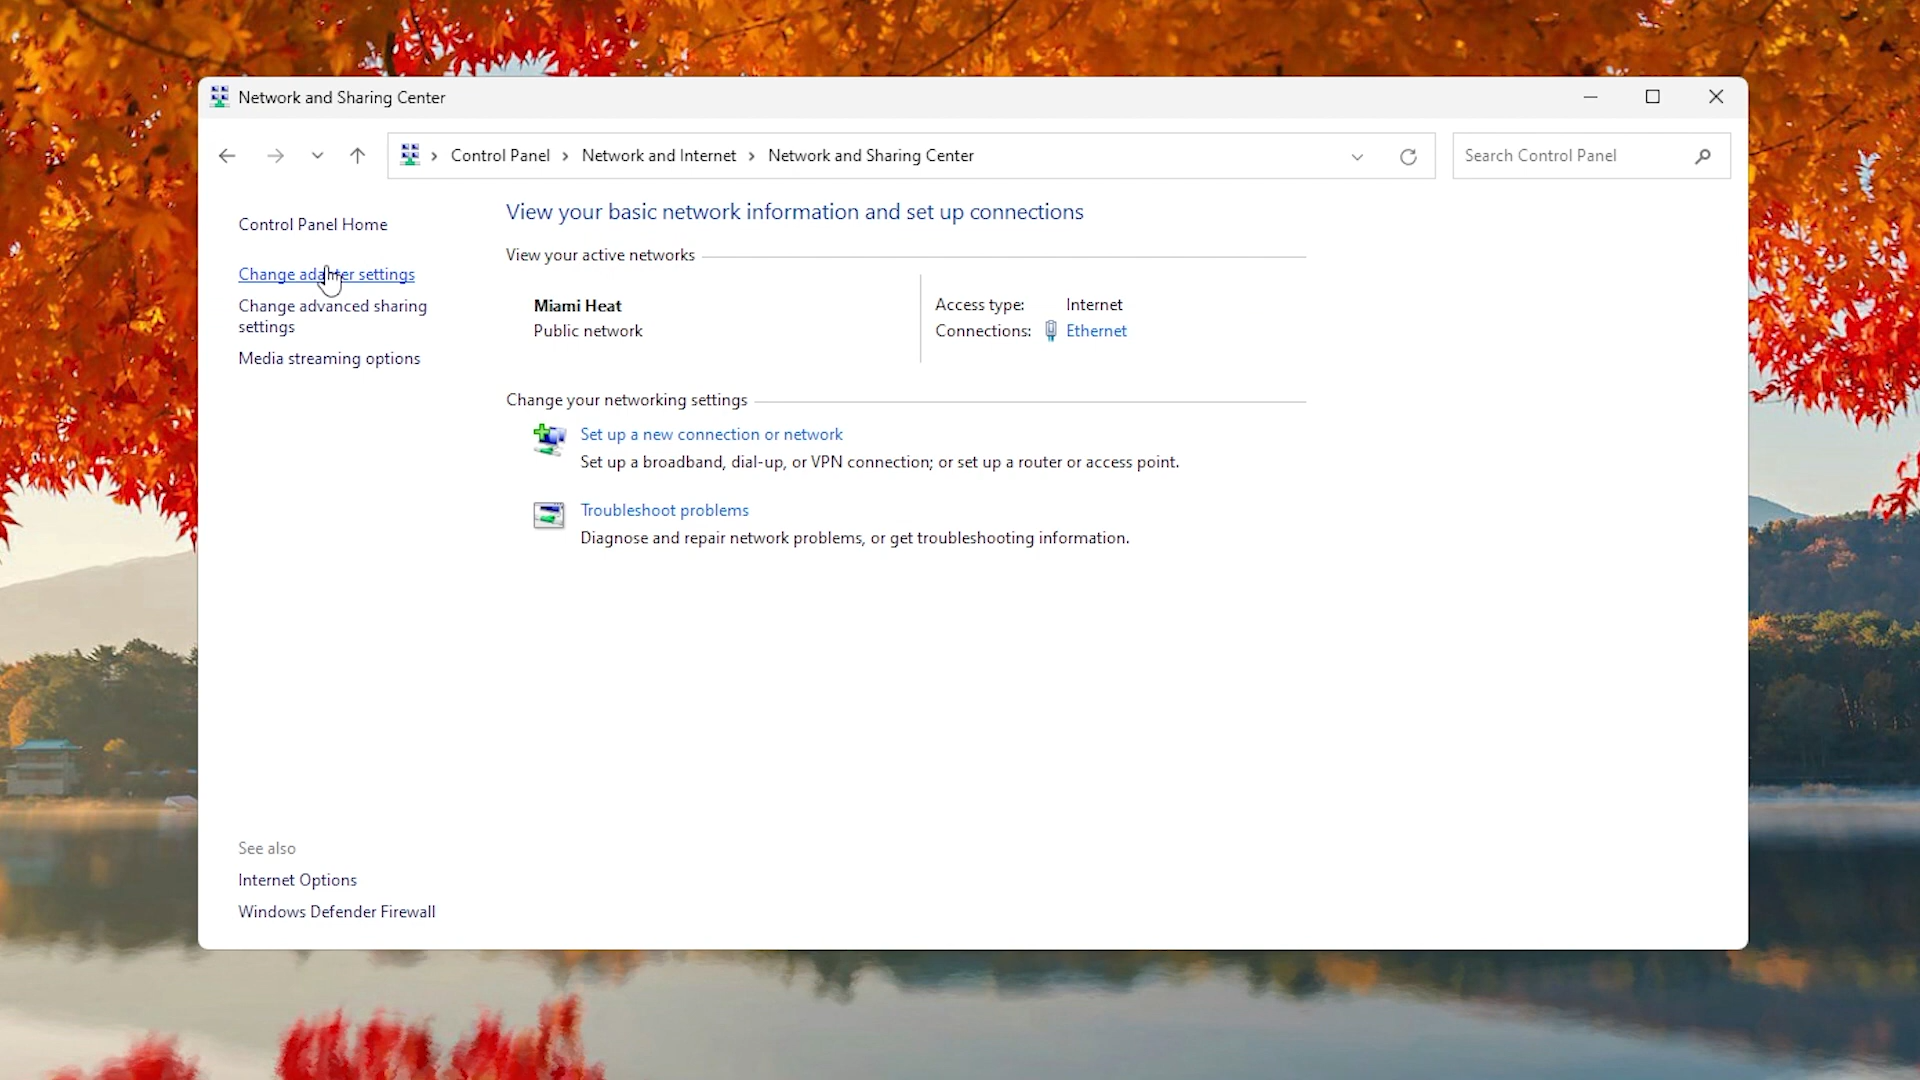 Network and Sharing Center
Control Panel > Network and Internet > Network and Sharing Center
Search Control Panel
Control Panel Home
Change adapter settings
Change advanced sharing
settings
Media streaming options
View your basic network information and set up connections
View your active networks
Miami Heat
Public network
Access type: Internet
Connections: Ethernet
Change your networking settings
Set up a new connection or network
Set up a broadband, dial-up, or VPN connection; or set up a router or access point.
Troubleshoot problems
Diagnose and repair network problems, or get troubleshooting information.
See also
Internet Options
Windows Defender Firewall